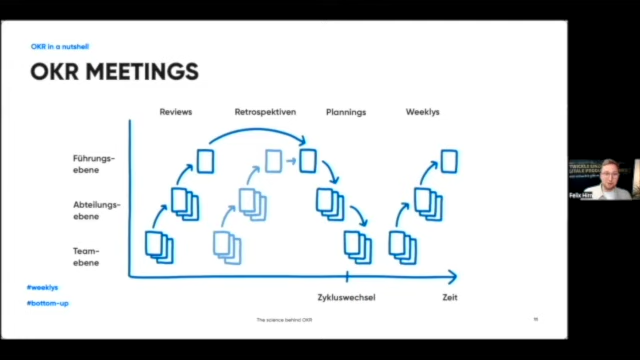 OKR in a nutshell
OKR MEETINGS
Reviews
Retrospektiven
Plannings
Weeklys
Führungs-
ebene
Abteilungs-
ebene
Team-
ebene
#weeklys
#bottom-up
Zykluswechsel
Zeit
The science behind OKR
Felix